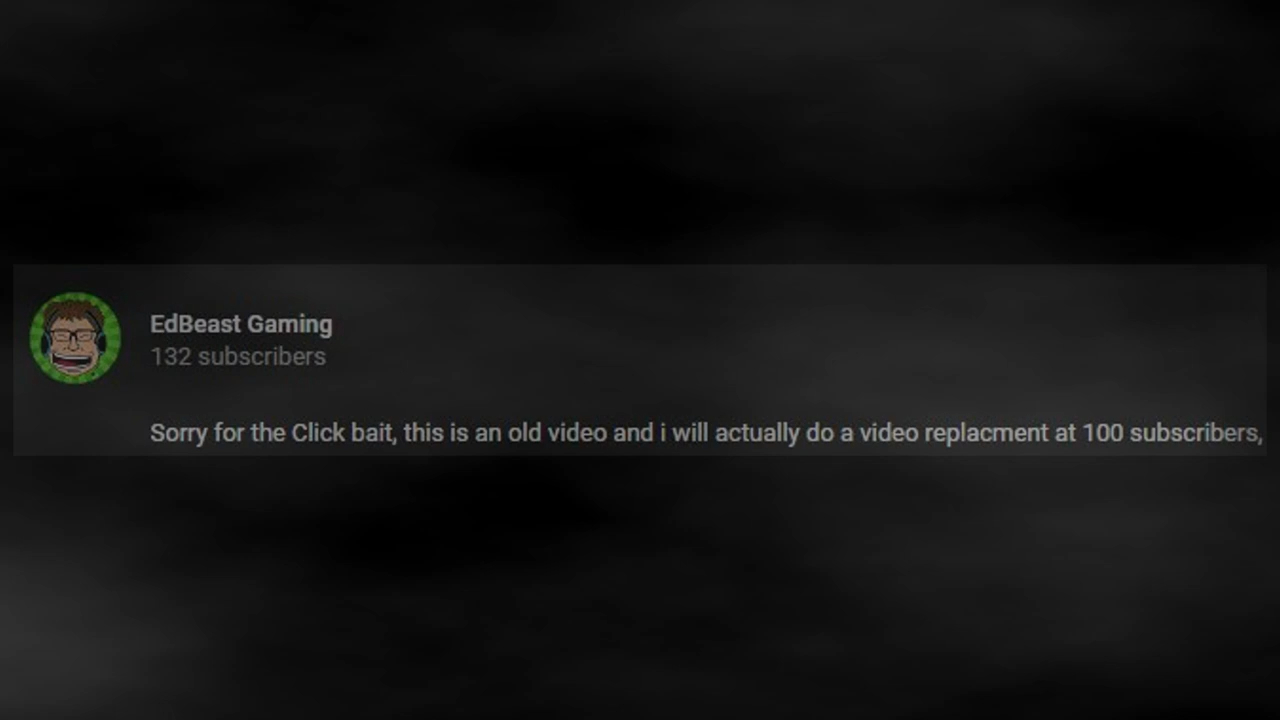 EdBeast Gaming
132 subscribers
Sorry for the Click bait, this is an old video and i will actually do a video replacment at 100 subscribers,